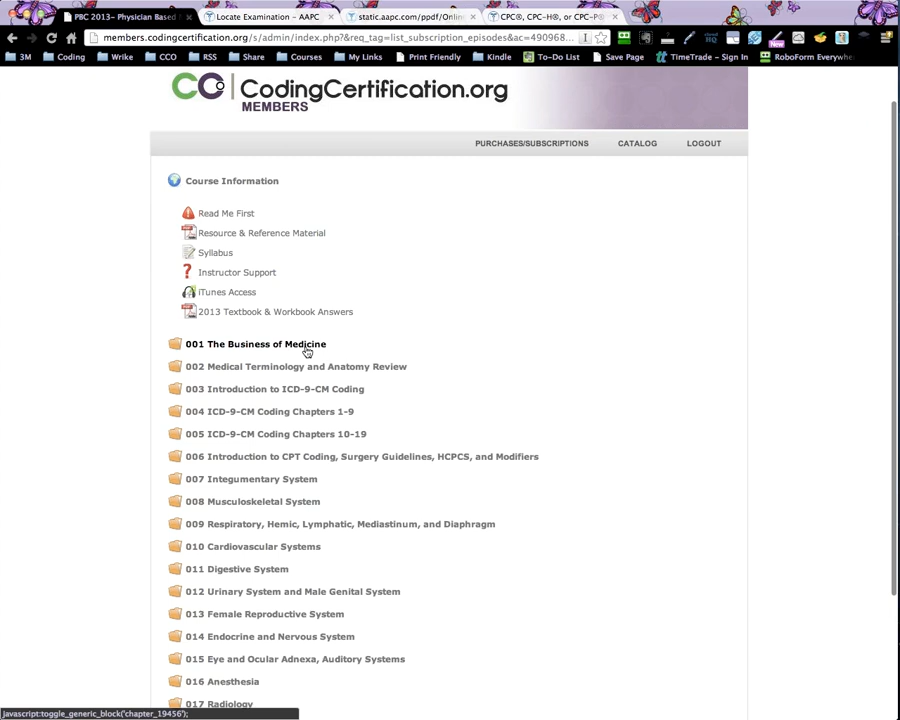 PBC 2013- Physician Based
Locate Examination – AAPC
static.aapc.com/ppdf/Onlin
CPC®, CPC-H®, or CPC-P®
members.codingcertification.org/s/admin/index.php?req_tag=list_subscription_episodes&ac=490968...
3M
Coding
Wrike
CCO
RSS
Share
Courses
My Links
Print Friendly
Kindle
To-Do List
Save Page
TimeTrade – Sign In
RoboForm Everywhe
New
CC | CodingCertification.org
MEMBERS
PURCHASES/SUBSCRIPTIONS
CATALOG
LOGOUT
Course Information
Read Me First
Resource & Reference Material
Syllabus
Instructor Support
iTunes Access
2013 Textbook & Workbook Answers
001 The Business of Medicine
002 Medical Terminology and Anatomy Review
003 Introduction to ICD-9-CM Coding
004 ICD-9-CM Coding Chapters 1-9
005 ICD-9-CM Coding Chapters 10-19
006 Introduction to CPT Coding, Surgery Guidelines, HCPCS, and Modifiers
007 Integumentary System
008 Musculoskeletal System
009 Respiratory, Hemic, Lymphatic, Mediastinum, and Diaphragm
010 Cardiovascular Systems
011 Digestive System
012 Urinary System and Male Genital System
013 Female Reproductive System
014 Endocrine and Nervous System
015 Eye and Ocular Adnexa, Auditory Systems
016 Anesthesia
017 Radiology
javascript:toggle_generic_block('chapter_19456');